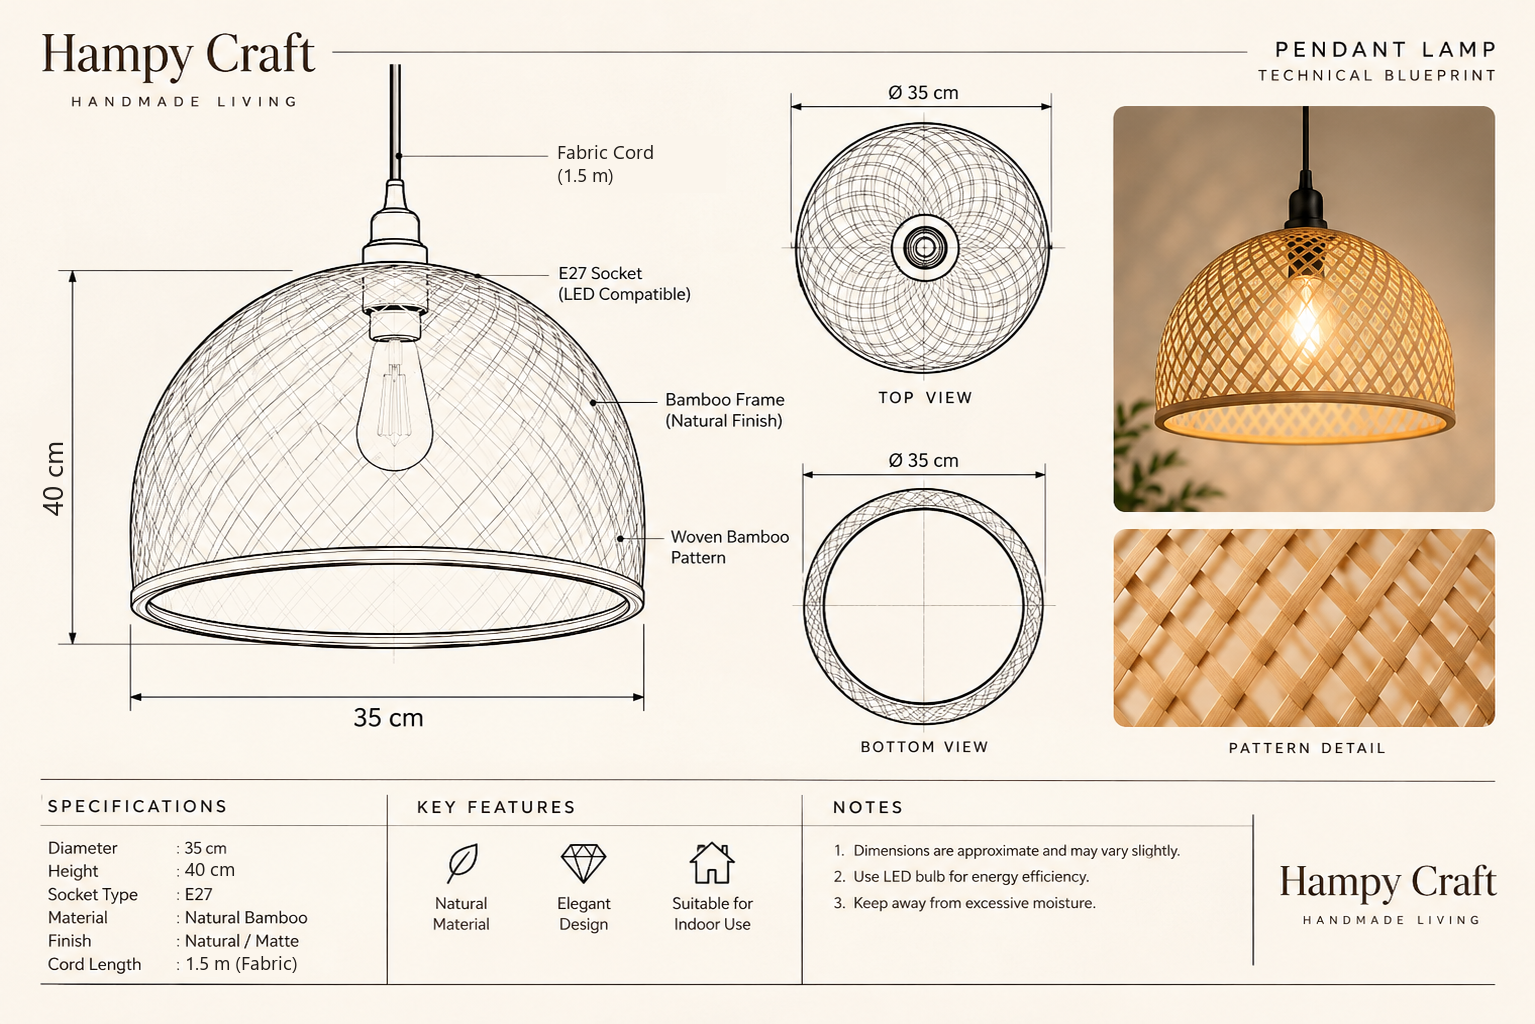 Hampy Craft
HANDMADE LIVING
PENDANT LAMP
TECHNICAL BLUEPRINT
Fabric Cord
(1.5 m)
E27 Socket
(LED Compatible)
Bamboo Frame
(Natural Finish)
Woven Bamboo
Pattern
40 cm
35 cm
Ø 35 cm
TOP VIEW
Ø 35 cm
BOTTOM VIEW
PATTERN DETAIL
SPECIFICATIONS
Diameter : 35 cm
Height : 40 cm
Socket Type : E27
Material : Natural Bamboo
Finish : Natural / Matte
Cord Length : 1.5 m (Fabric)
KEY FEATURES
Natural
Material
Elegant
Design
Suitable for
Indoor Use
NOTES
1. Dimensions are approximate and may vary slightly.
2. Use LED bulb for energy efficiency.
3. Keep away from excessive moisture.
Hampy Craft
HANDMADE LIVING